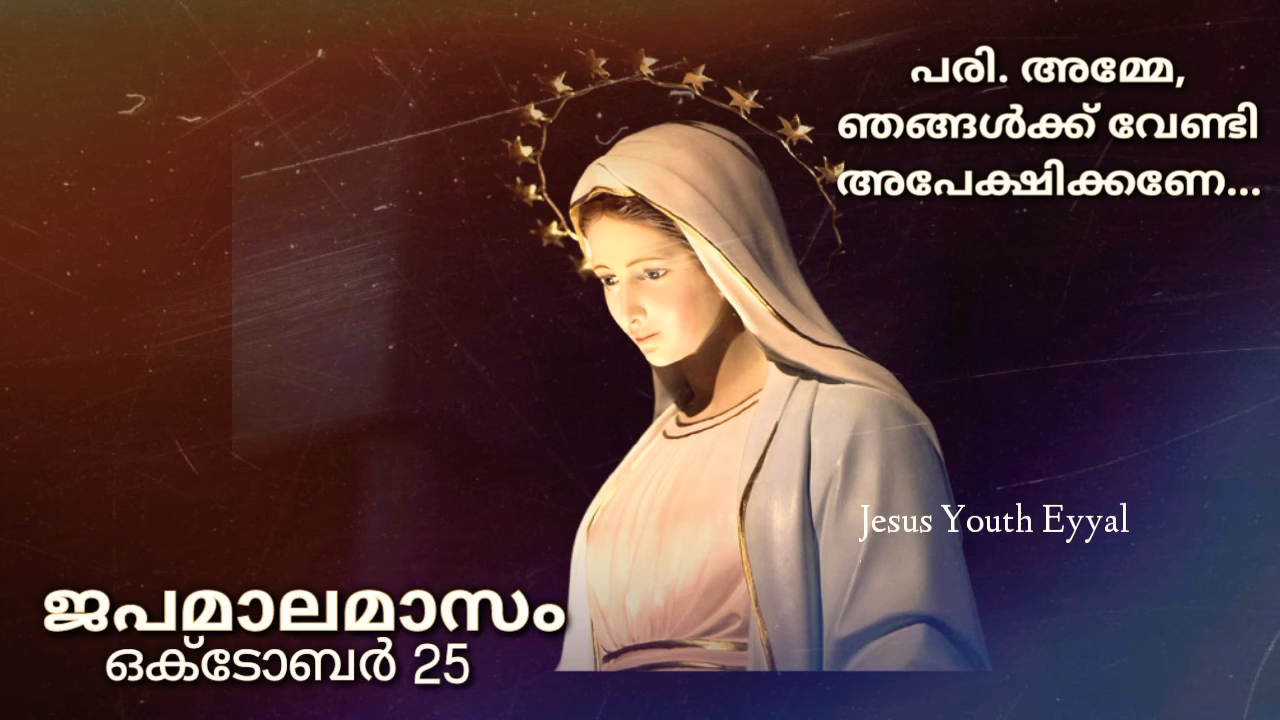 പരി. അമ്മേ,
ഞങ്ങൾക്ക് വേണ്ടി
അപേക്ഷിക്കണേ...
Jesus Youth Eyyal
ജപമാലമാസം
ഒക്ടോബർ 25